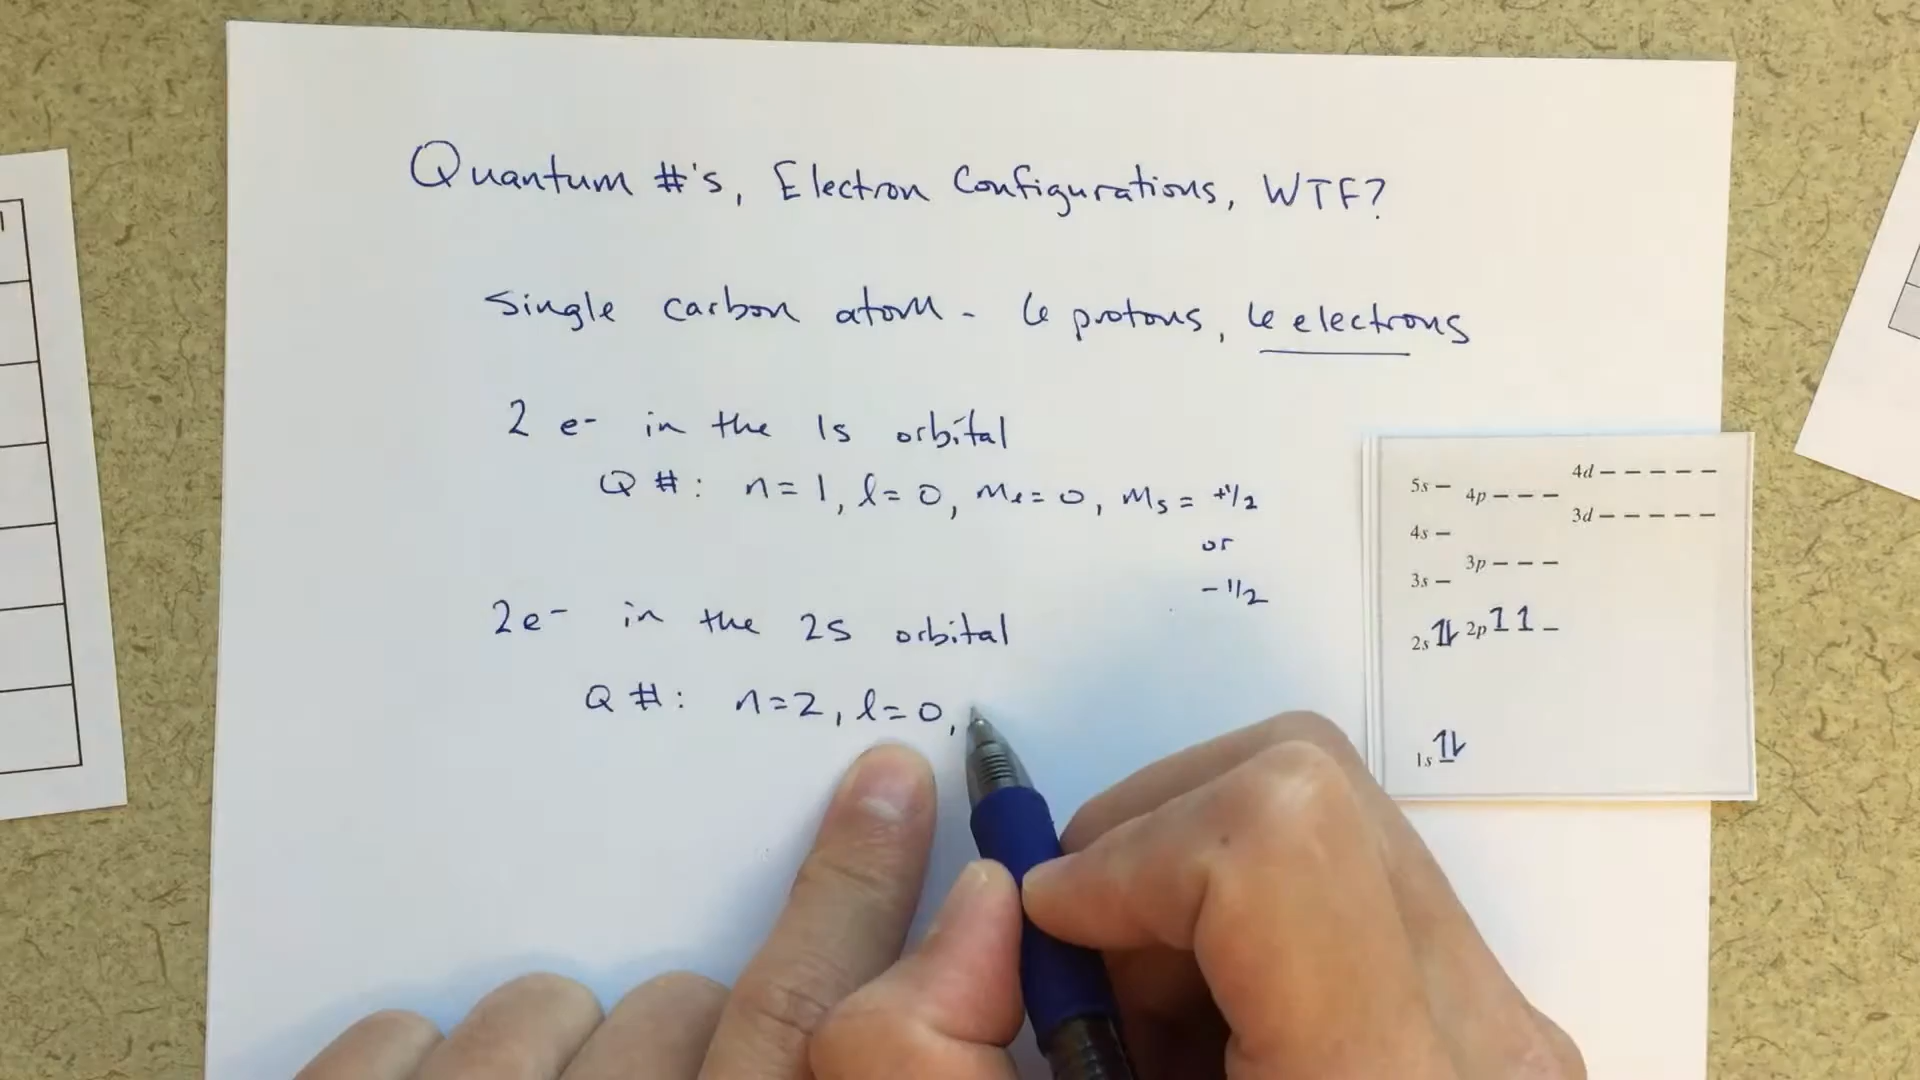 Quantum #'s, Electron Configurations, WTF?
Single carbon atom - 6 protons, 6 electrons
2 e- in the 1s orbital
Q #: n = 1, l = 0, ml = 0, ms = +1/2
or
-1/2
2e- in the 2s orbital
Q #: n=2, l=0,
4d
5s 4p
3d
4s
3p
3s
2s 2p
1s